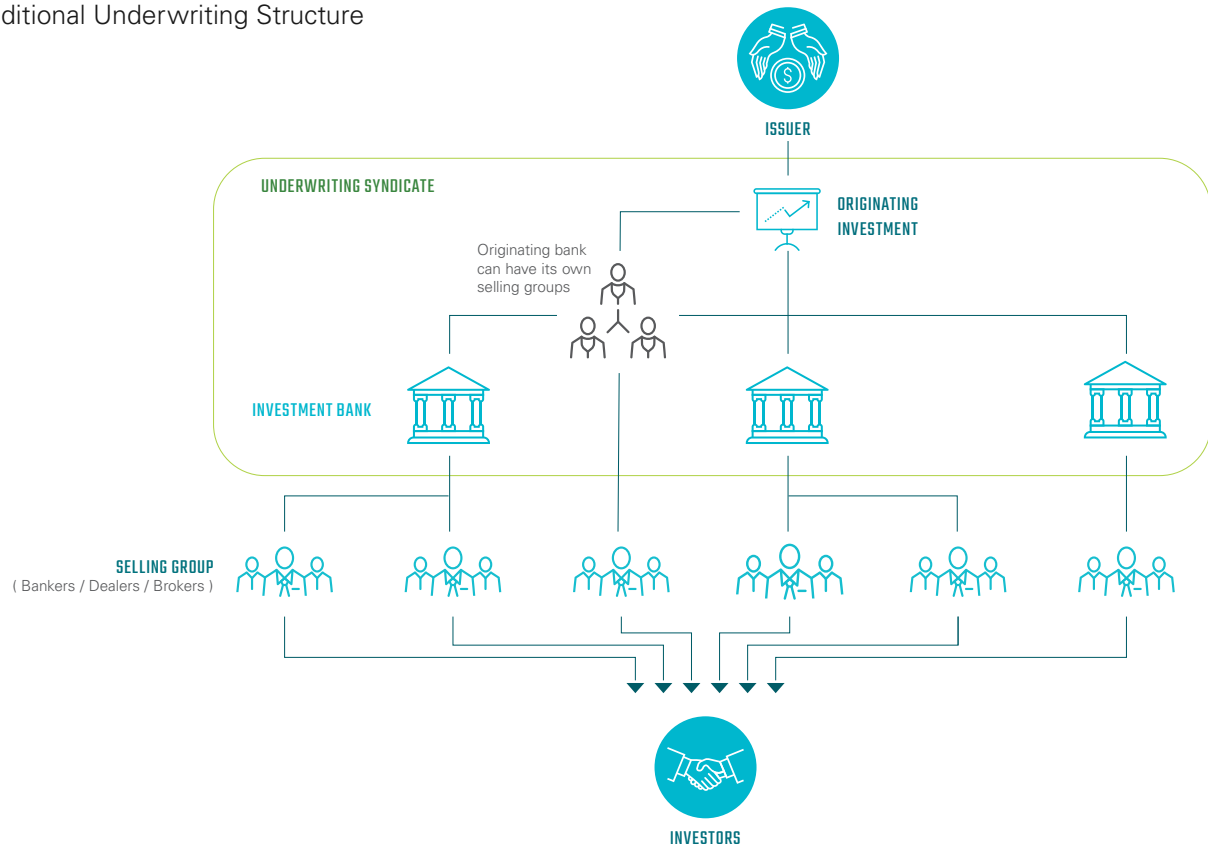 ditional Underwriting Structure
$
ISSUER
UNDERWRITING SYNDICATE
ORIGINATING
INVESTMENT
Originating bank
can have its own
selling groups
INVESTMENT BANK
SELLING GROUP
( Bankers / Dealers / Brokers )
INVESTORS